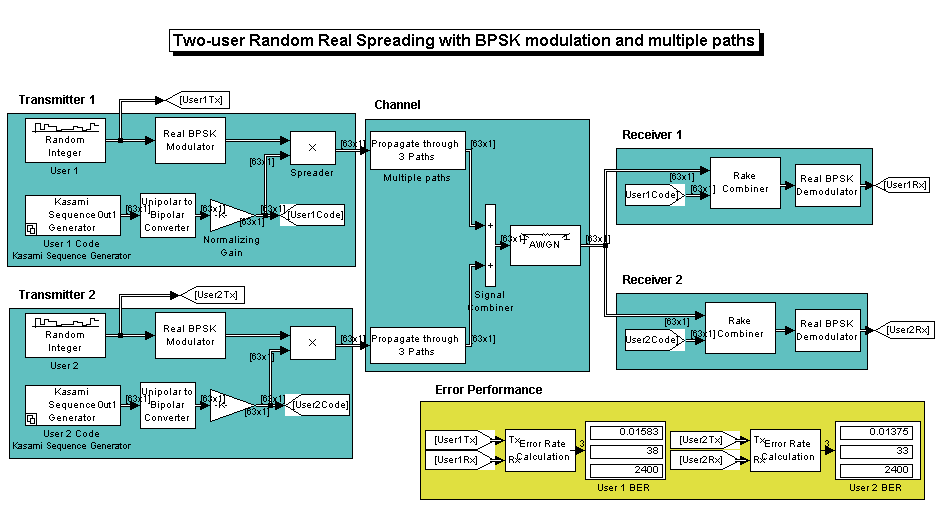 Two-user Random Real Spreading with BPSK modulation and multiple paths
Transmitter 1
[User1Tx]
Random
Integer
User 1
Real BPSK
Modulator
X
Spreader
[63x1]
[63x1]
Kasami
Sequence Out1
Generator
User 1 Code
Kasami Sequence Generator
[63x1]
Unipolar to
Bipolar
Converter
[63x1]
-K-
Normalizing
Gain
[63x1]
[User1Code]
Transmitter 2
[User2Tx]
Random
Integer
User 2
Real BPSK
Modulator
X
[63x1]
[63x1]
Kasami
Sequence Out1
Generator
User 2 Code
Kasami Sequence Generator
[63x1]
Unipolar to
Bipolar
Converter
[63x1]
-K-
[63x1]
[User2Code]
Channel
Propagate through
3 Paths
Multiple paths
[63x1]
+
+
Signal
Combiner
[63x1]
AWGN
[63x1]
Propagate through
3 Paths
[63x1]
Receiver 1
[63x1]
User1Code]
[63x1]
Rake
Combiner
Real BPSK
Demodulator
[User1Rx]
Receiver 2
[63x1]
User2Code]
[63x1]
Rake
Combiner
Real BPSK
Demodulator
[User2Rx]
Error Performance
[User1Tx]
[User1Rx]
Tx
Rx
Error Rate
Calculation
3
0.01583
38
2400
User 1 BER
[User2Tx]
[User2Rx]
Tx
Rx
Error Rate
Calculation
3
0.01375
33
2400
User 2 BER